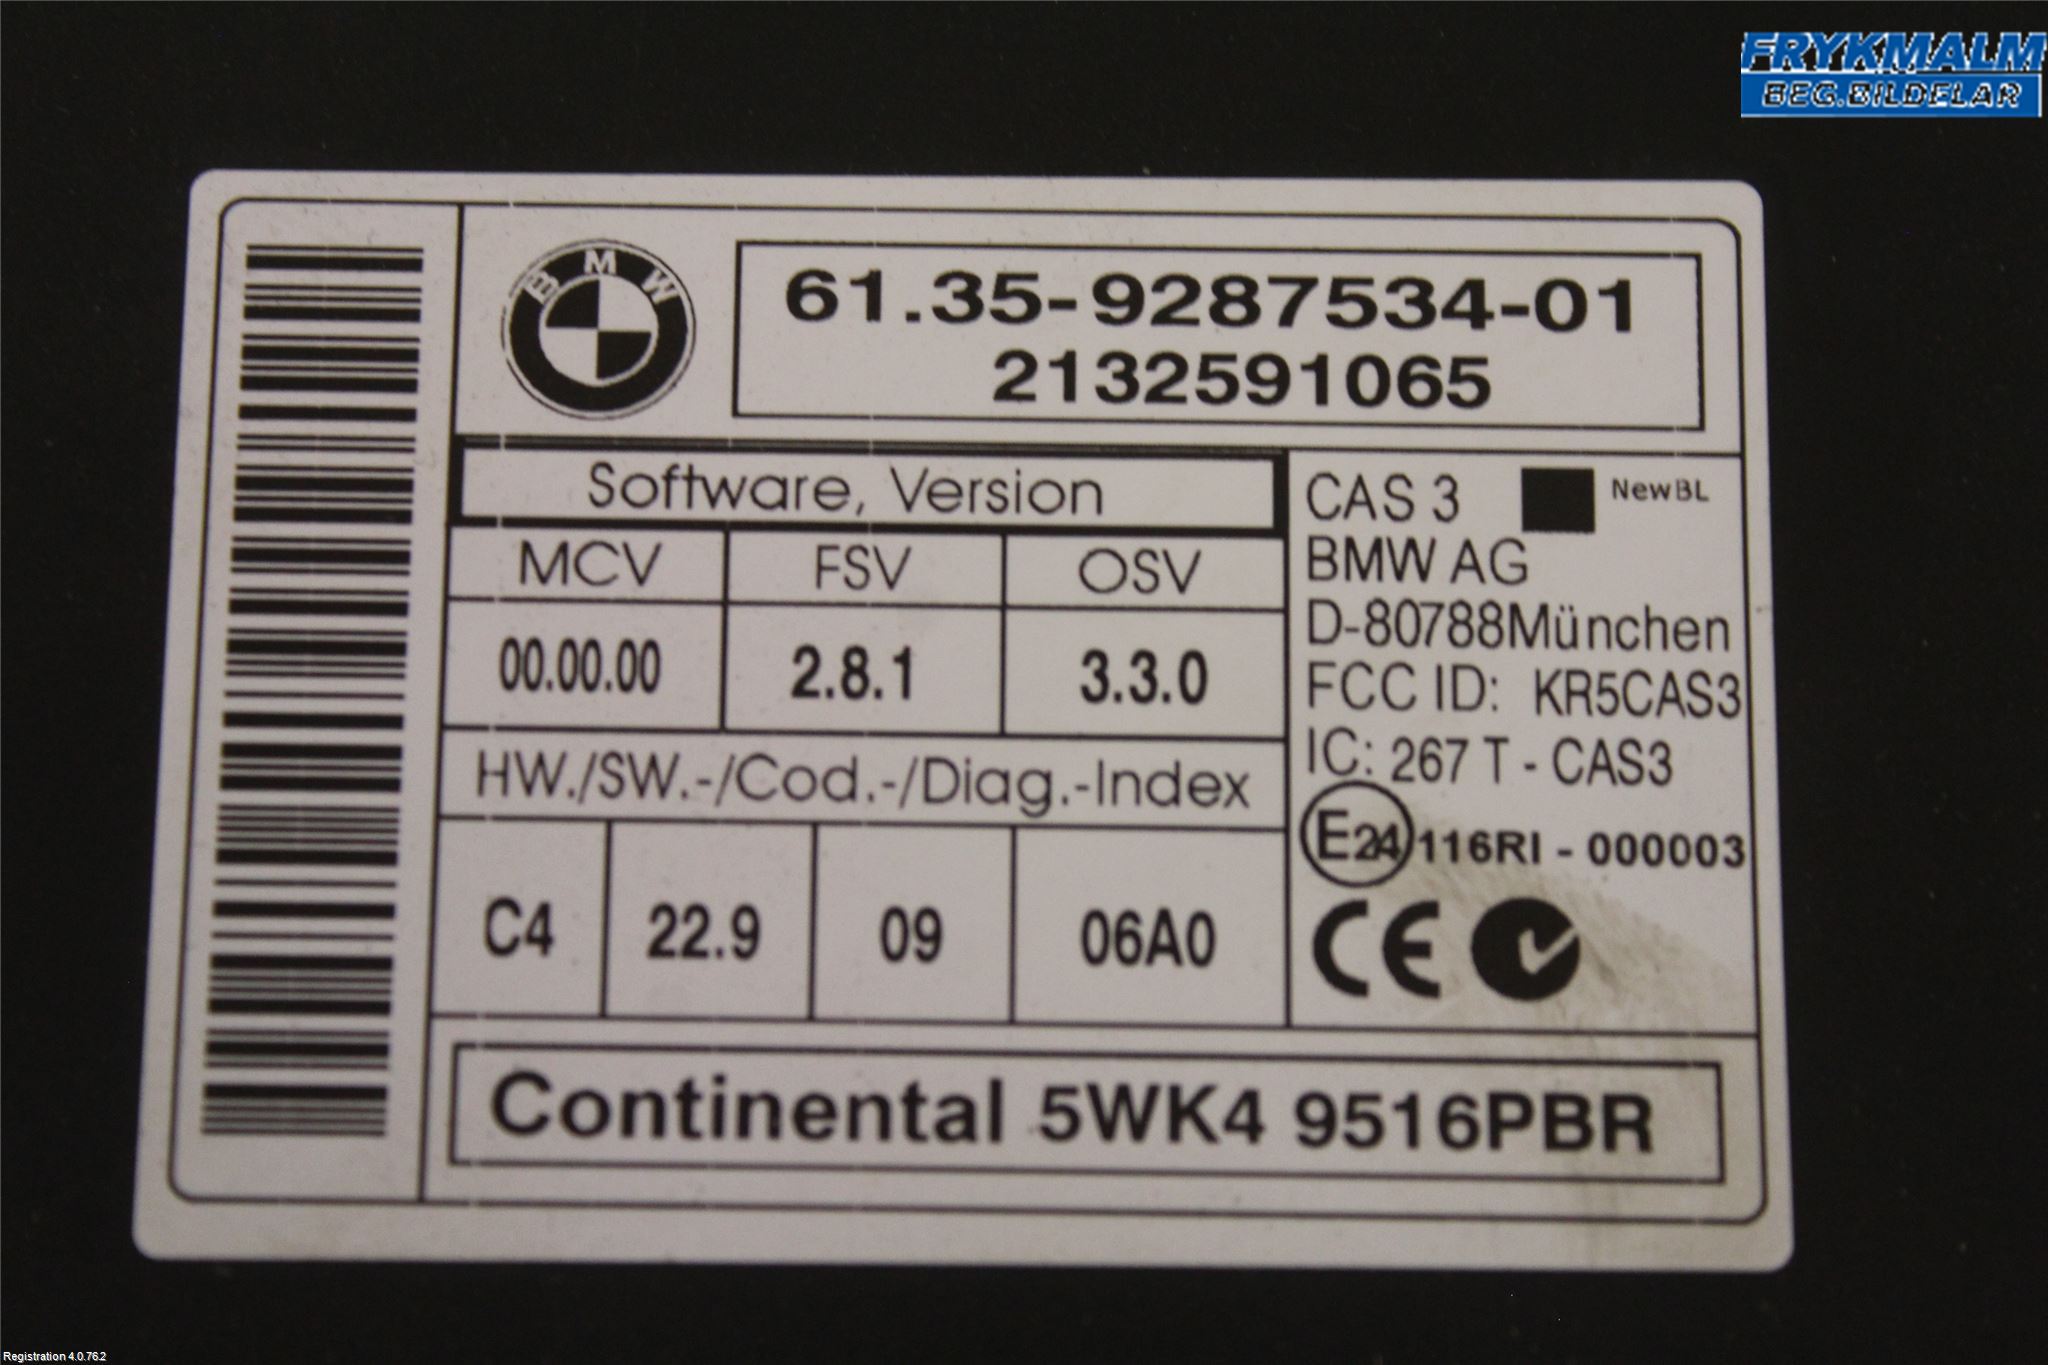 FRYKMALM
BEG.BILDELAR
BMW
61.35-9287534-01
2132591065
Software, Version
MCV FSV OSV
00.00.00 2.8.1 3.3.0
HW./SW.-/Cod.-/Diag.-Index
C4 22.9 09 06A0
CAS 3 NewBL
BMW AG
D-80788München
FCC ID: KR5CAS3
IC: 267 T - CAS3
E24 116RI - 000003
CE
Continental 5WK4 9516PBR
Registration 4.0.76.2